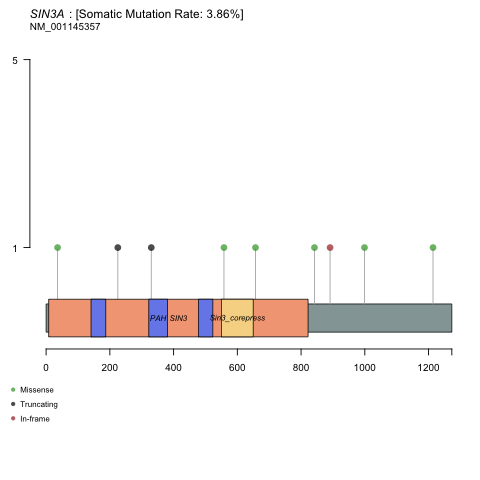 SIN3A : [Somatic Mutation Rate: 3.86%]
NM_001145357
5
1
PAH SIN3 Sin3_corepress
0 200 400 600 800 1000 1200
Missense
Truncating
In-frame